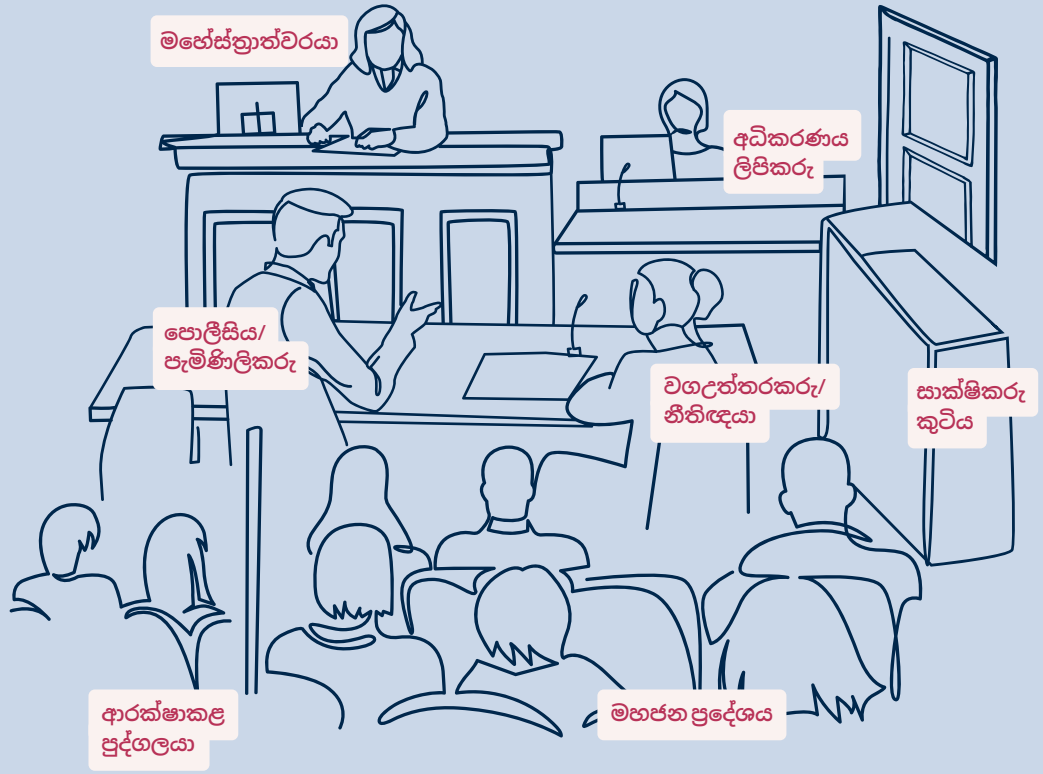 මහේස්ත්‍රාත්වරයා
අධිකරණය
ලිපිකරු
පොලීසිය/
පැමිණිලිකරු
වගඋත්තරකරු/
නීතිඥයා
සාක්ෂිකරු
කුටිය
ආරක්ෂාකළ
පුද්ගලයා
මහජන ප්‍රදේශය